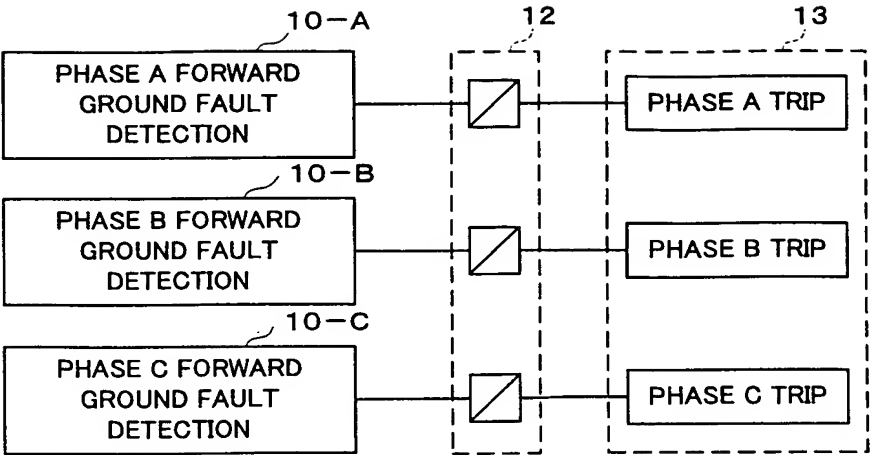 10-A
12
13
PHASE A FORWARD
GROUND FAULT
DETECTION
PHASE A TRIP
10-B
PHASE B FORWARD
GROUND FAULT
DETECTION
PHASE B TRIP
10-C
PHASE C FORWARD
GROUND FAULT
DETECTION
PHASE C TRIP